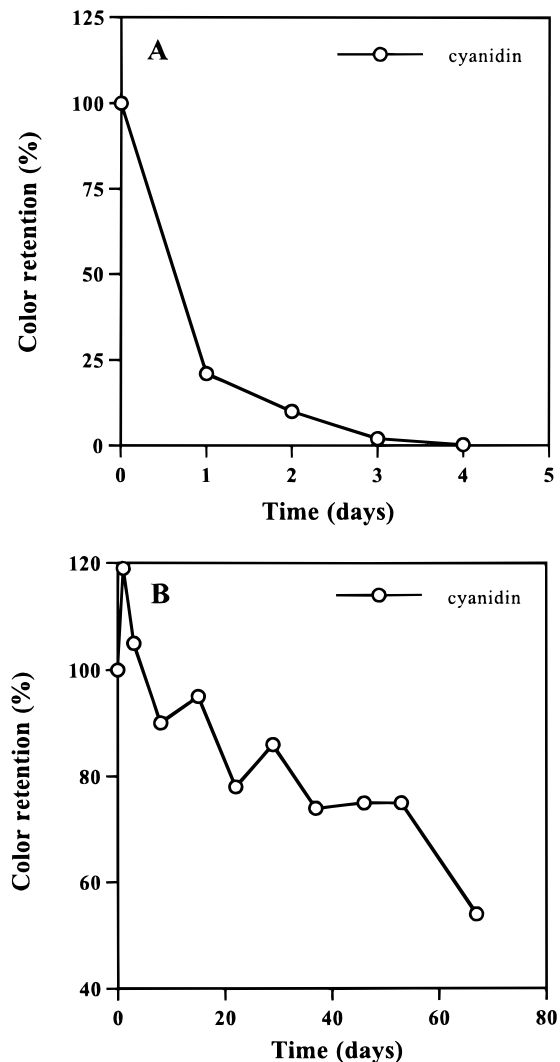 125
A
cyanidin
100
75
50
25
0
Color retention (%)
0 1 2 3 4 5
Time (days)
120
B
cyanidin
100
80
60
40
Color retention (%)
0 20 40 60 80
Time (days)